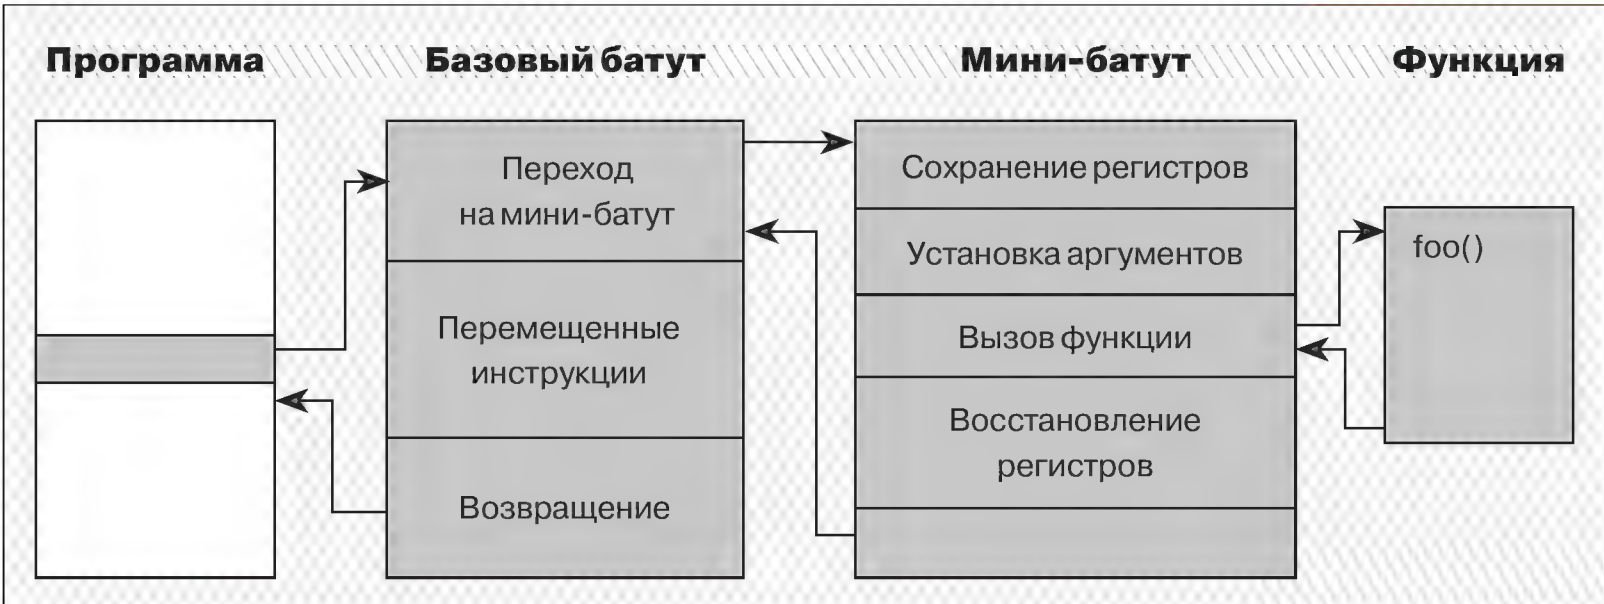 Программа
Базовый батут
Мини-батут
Функция
Переход
на мини-батут
Перемещенные
инструкции
Возвращение
Сохранение регистров
Установка аргументов
Вызов функции
Восстановление
регистров
foo()